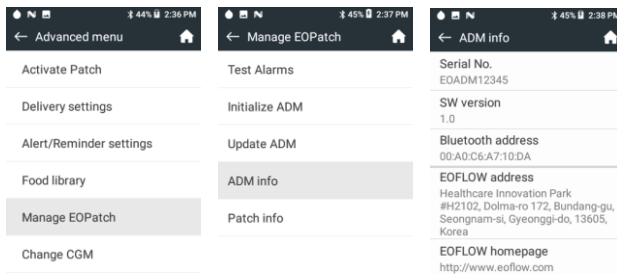 44% 2:36 PM
Advanced menu
Activate Patch
Delivery settings
Alert/Reminder settings
Food library
Manage EOPatch
Change CGM
45% 2:37 PM
Manage EOPatch
Test Alarms
Initialize ADM
Update ADM
ADM info
Patch info
45% 2:38 PM
ADM info
Serial No.
EOADM12345
SW version
1.0
Bluetooth address
00:A0:C6:A7:10:DA
EOFLOW address
Healthcare Innovation Park
#H2102, Dolma-ro 172, Bundang-gu,
Seongnam-si, Gyeonggi-do, 13605,
Korea
EOFLOW homepage
http://www.eoflow.com